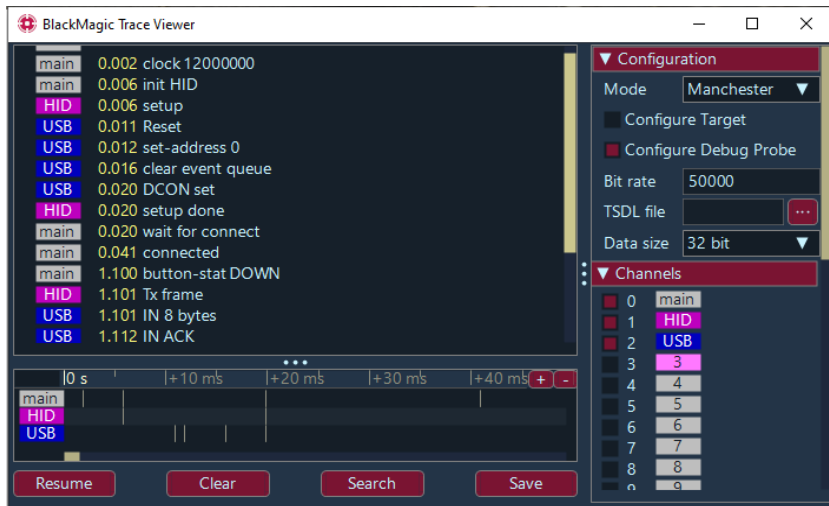 BlackMagic Trace Viewer
main 0.002 clock 12000000
main 0.006 init HID
HID 0.006 setup
USB 0.011 Reset
USB 0.012 set-address 0
USB 0.016 clear event queue
USB 0.020 DCON set
HID 0.020 setup done
main 0.020 wait for connect
main 0.041 connected
main 1.100 button-stat DOWN
HID 1.101 Tx frame
USB 1.101 IN 8 bytes
USB 1.112 IN ACK
0 s +10 ms +20 ms +30 ms +40 ms + -
main
HID
USB
Resume Clear Search Save
Configuration
Mode Manchester
Configure Target
Configure Debug Probe
Bit rate 50000
TSDL file ...
Data size 32 bit
Channels
0 main
1 HID
2 USB
3 3
4 4
5 5
6 6
7 7
8 8
9 9